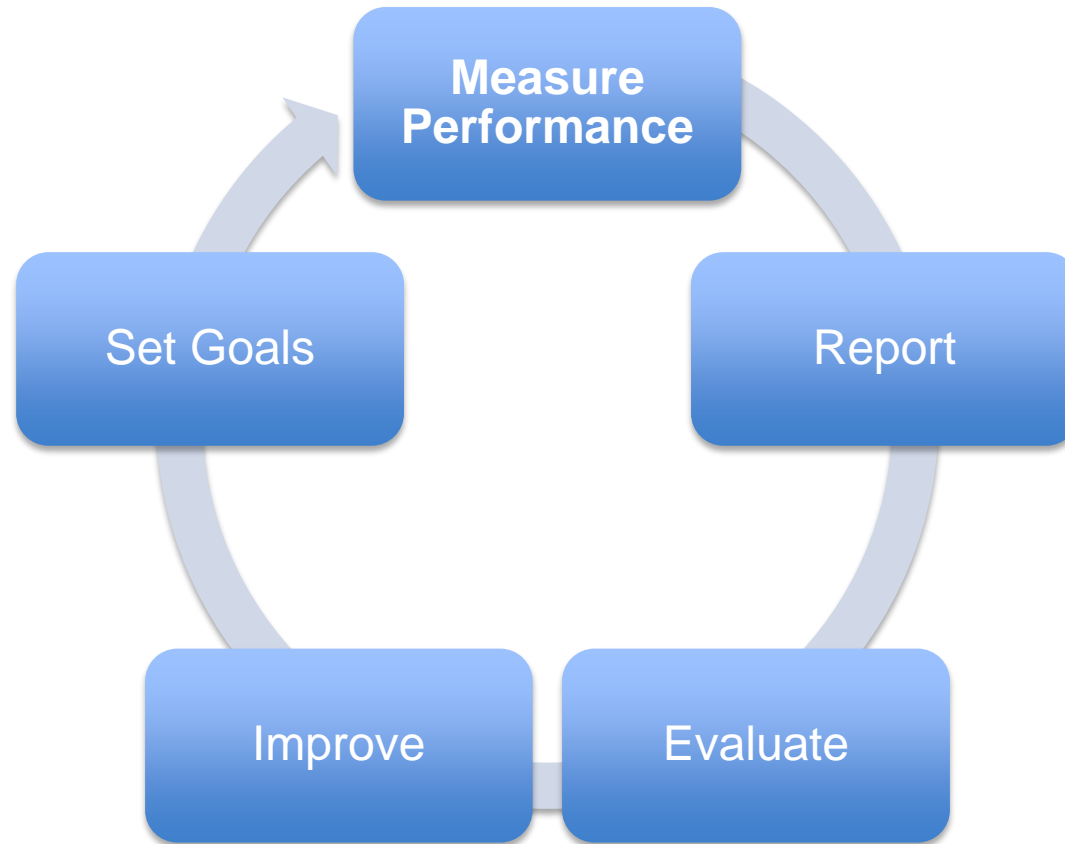 Measure
Performance
Set Goals
Report
Improve
Evaluate